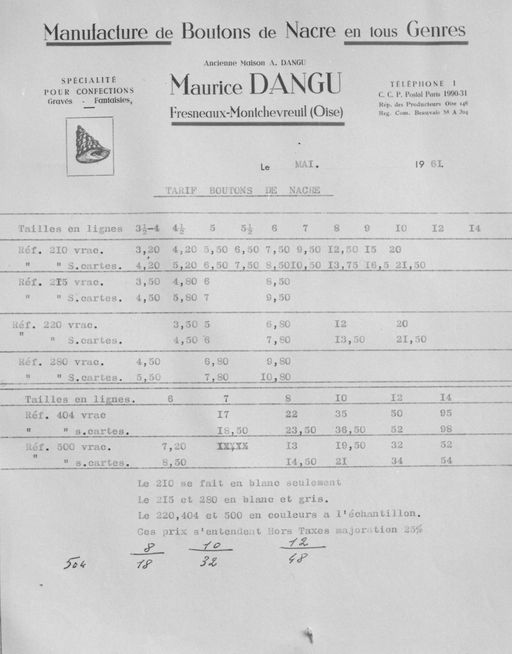 Manufacture de Boutons de Nacre en tous Genres
Ancienne Maison A. DANGU
Maurice DANGU
Fresneaux-Montchevreuil (Oise)
SPÉCIALITÉ
POUR CONFECTIONS
Gravés - Fantaisies,
TÉLÉPHONE 1
C. C. P. Postal Paris 1990-31
Rép. des Producteurs Oise 148
Reg. Com. Beauvais 58 A 204
Le MAI. 1961.
TARIF BOUTONS DE NACRE
Tailles en lignes 3½-4 4½ 5 5½ 6 7 8 9 10 12 14
Réf. 210 vrac. 3,20 4,20 5,50 6,50 7,50 9,50 12,50 15 20
" " S.cartes. 4,20 5,20 6,50 7,50 8,50 10,50 13,75 16,5 21,50
Réf. 215 vrac. 3,50 4,80 6 8,50
" " S.cartes. 4,50 5,80 7 9,50
Réf. 220 vrac. 3,50 5 6,80 12 20
" " S.cartes. 4,50 6 7,80 13,50 21,50
Réf. 280 vrac. 4,50 6,80 9,80
" " S.cartes. 5,50 7,80 10,80
Tailles en lignes. 6 7 8 10 12 14
Réf. 404 vrac 17 22 35 50 95
" " s.cartes. 18,50 23,50 36,50 52 98
Réf. 500 vrac. 7,20 13 19,50 32 52
" " s.cartes. 8,50 14,50 21 34 54
Le 210 se fait en blanc seulement
Le 215 et 280 en blanc et gris.
Le 220,404 et 500 en couleurs a l'échantillon.
Ces prix s'entendent Hors Taxes majoration 25%
8 10 12
504 18 32 48